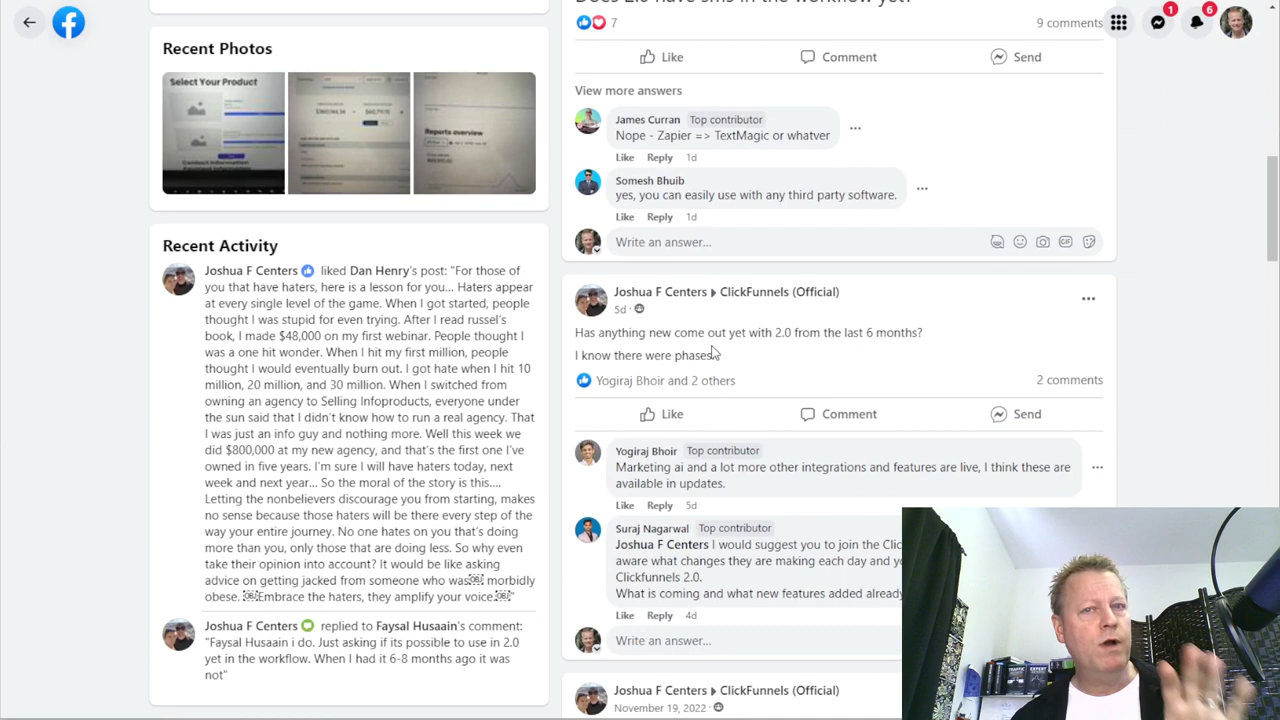 Recent Photos
Select Your Product
Contact Information
Reports overview
Recent Activity
Joshua F Centers liked Dan Henry's post: "For those of
you that have haters, here is a lesson for you... Haters appear
at every single level of the game. When I got started, people
thought I was stupid for even trying. After I read russel's
book, I made $48,000 on my first webinar. People thought I
was a one hit wonder. When I hit my first million, people
thought I would eventually burn out. I got hate when I hit 10
million, 20 million, and 30 million. When I switched from
owning an agency to Selling Infoproducts, everyone under
the sun said that I didn't know how to run a real agency. That
I was just an info guy and nothing more. Well this week we
did $800,000 at my new agency, and that's the first one I've
owned in five years. I'm sure I will have haters today, next
week and next year... So the moral of the story is this....
Letting the nonbelievers discourage you from starting, makes
no sense because those haters will be there every step of the
way your entire journey. No one hates on you that's doing
more than you, only those that are doing less. So why even
take their opinion into account? It would be like asking
advice on getting jacked from someone who was morbidly
obese. Embrace the haters, they amplify your voice."
Joshua F Centers replied to Faysal Husaain's comment:
"Faysal Husaain i do. Just asking if its possible to use in 2.0
yet in the workflow. When I had it 6-8 months ago it was
not"
Does 2.0 have sms in the workflow yet?
7
9 comments
Like
Comment
Send
View more answers
James Curran Top contributor
Nope - Zapier => TextMagic or whatver
Like Reply 1d
Somesh Bhuib
yes, you can easily use with any third party software.
Like Reply 1d
Write an answer...
GIF
Joshua F Centers ClickFunnels (Official)
5d ·
Has anything new come out yet with 2.0 from the last 6 months?
I know there were phases
Yogiraj Bhoir and 2 others
2 comments
Like
Comment
Send
Yogiraj Bhoir Top contributor
Marketing ai and a lot more other integrations and features are live, I think these are
available in updates.
Like Reply 5d
Suraj Nagarwal Top contributor
Joshua F Centers I would suggest you to join the Clic
aware what changes they are making each day and yo
Clickfunnels 2.0.
What is coming and what new features added already
Like Reply 4d
Write an answer...
Joshua F Centers ClickFunnels (Official)
November 19, 2022 ·
1
6
TRAFFIC
EXPERT